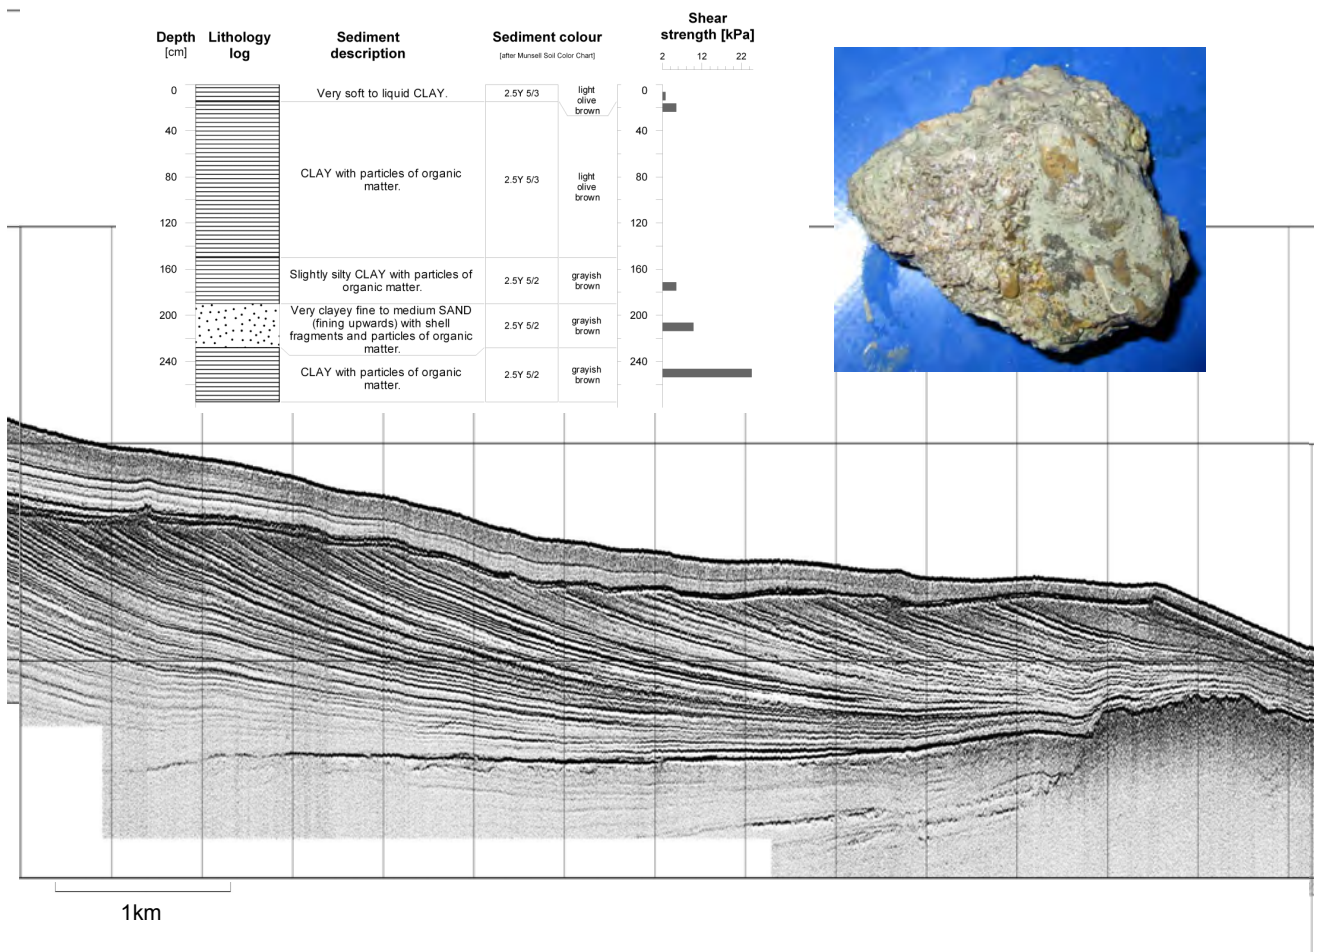 Shear
strength [kPa]
Depth
[cm]
Lithology
log
Sediment
description
Sediment colour
[after Munsell Soil Color Chart]
2 12 22
0
Very soft to liquid CLAY.
2.5Y 5/3
light
olive
brown
0
40
40
80
CLAY with particles of organic
matter.
2.5Y 5/3
light
olive
brown
80
120
120
160
Slightly silty CLAY with particles of
organic matter.
2.5Y 5/2
grayish
brown
160
200
Very clayey fine to medium SAND
(fining upwards) with shell
fragments and particles of organic
matter.
2.5Y 5/2
grayish
brown
200
240
CLAY with particles of organic
matter.
2.5Y 5/2
grayish
brown
240
1km